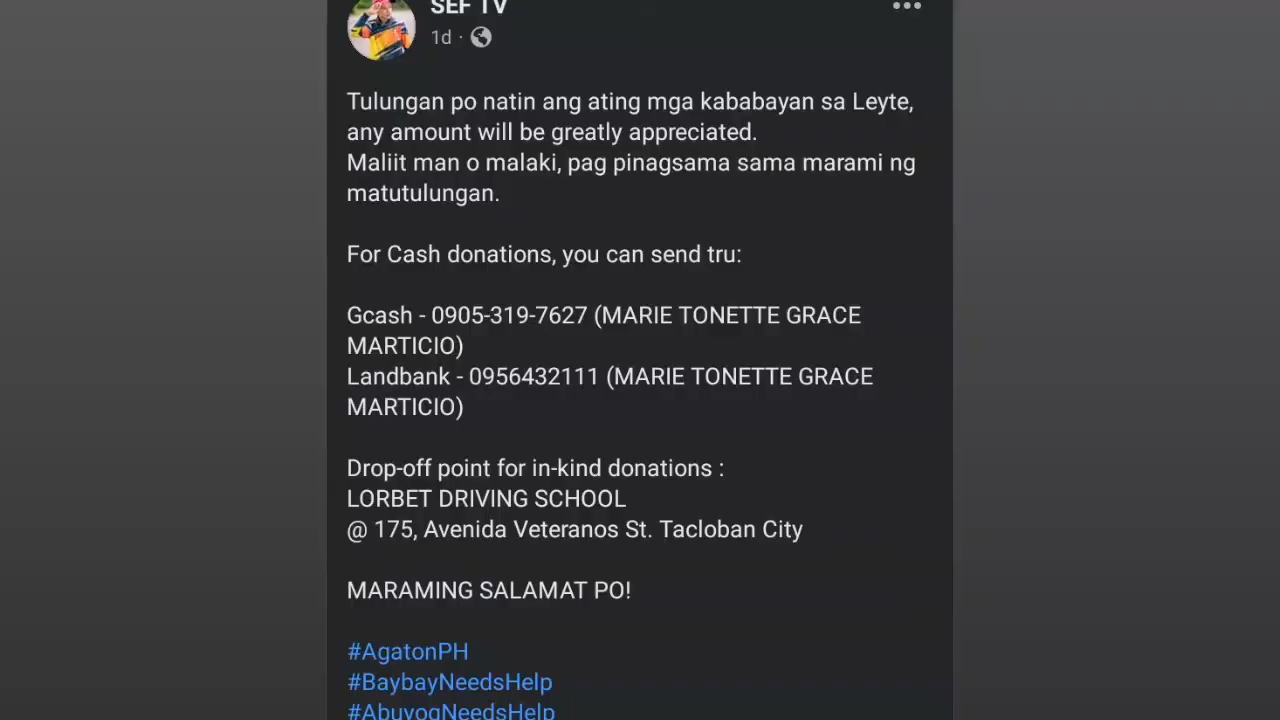 SEF TV
1d ·
Tulungan po natin ang ating mga kababayan sa Leyte,
any amount will be greatly appreciated.
Maliit man o malaki, pag pinagsama sama marami ng
matutulungan.
For Cash donations, you can send tru:
Gcash - 0905-319-7627 (MARIE TONETTE GRACE
MARTICIO)
Landbank - 0956432111 (MARIE TONETTE GRACE
MARTICIO)
Drop-off point for in-kind donations :
LORBET DRIVING SCHOOL
@ 175, Avenida Veteranos St. Tacloban City
MARAMING SALAMAT PO!
#AgatonPH
#BaybayNeedsHelp
#AbuyogNeedsHelp